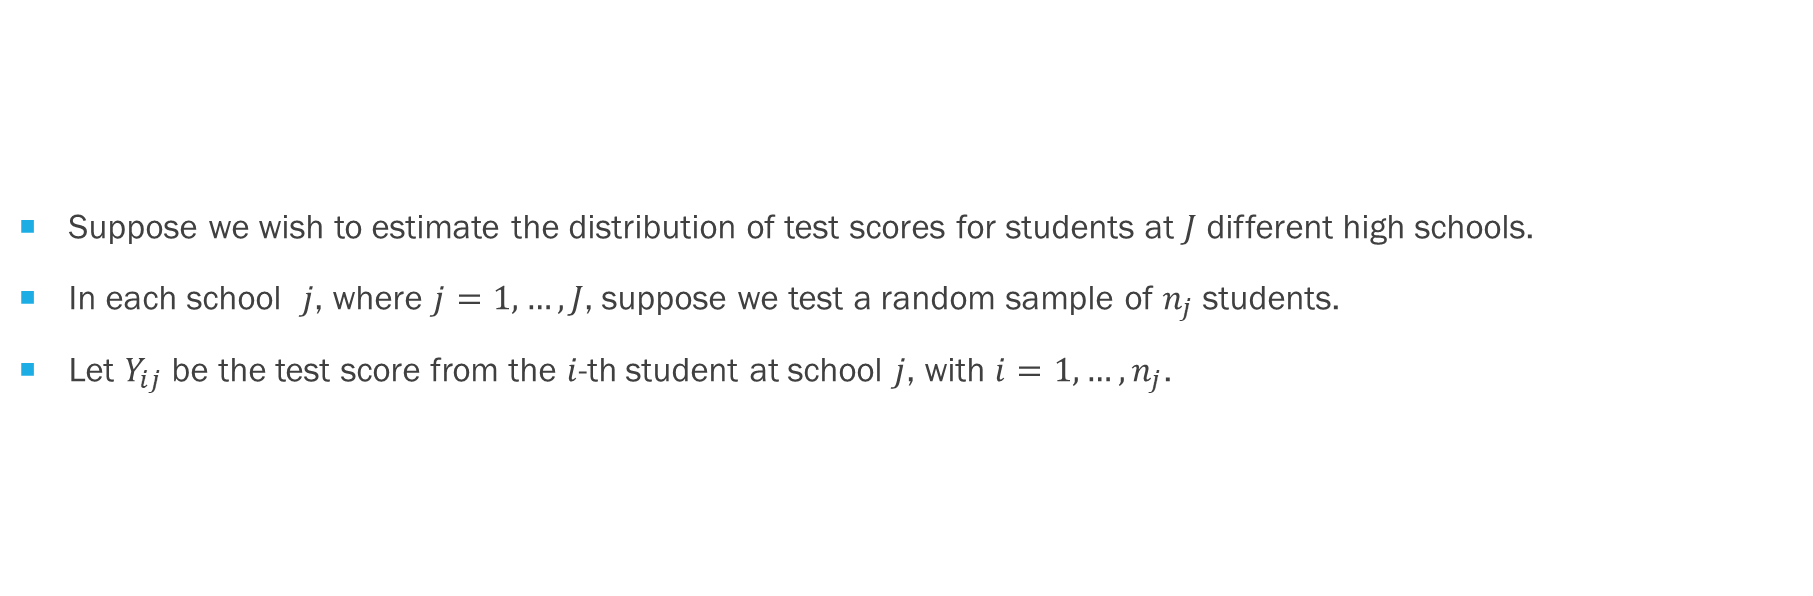 ▪ Suppose we wish to estimate the distribution of test scores for students at J different high schools.
▪ In each school j, where j = 1, … , J, suppose we test a random sample of n_j students.
▪ Let Y_ij be the test score from the i-th student at school j, with i = 1, … , n_j.